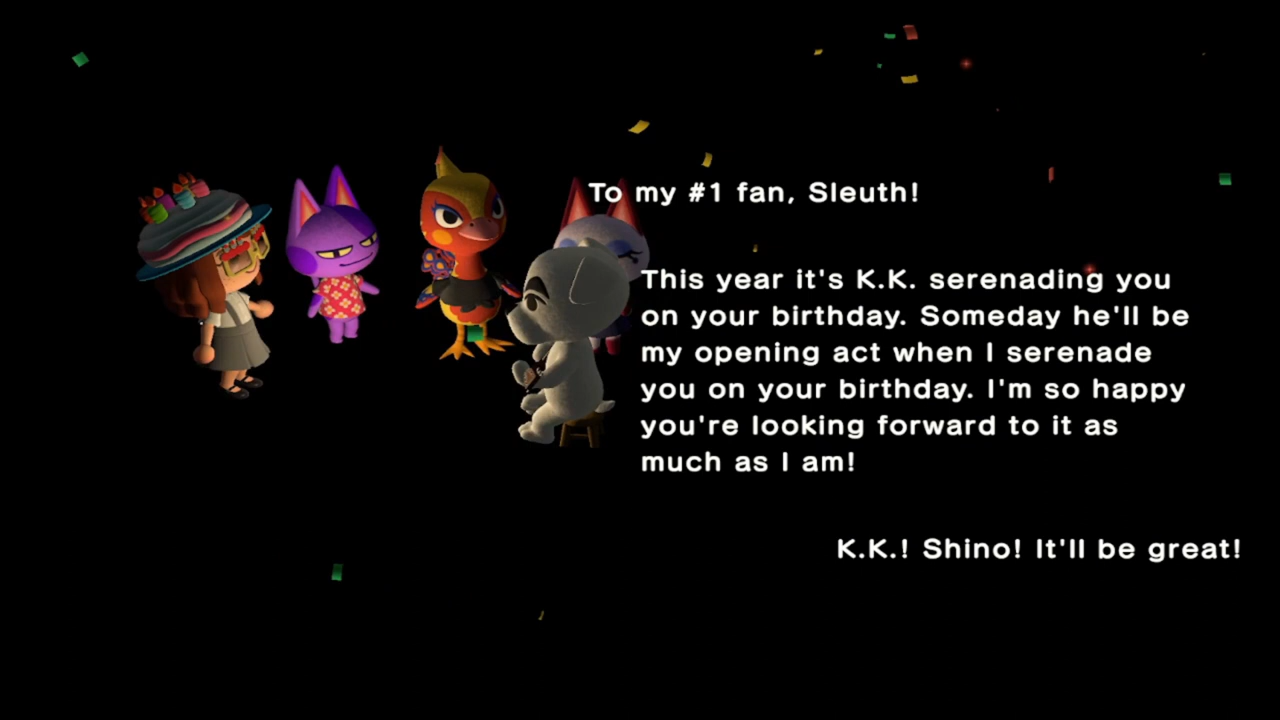 To my #1 fan, Sleuth!
This year it's K.K. serenading you
on your birthday. Someday he'll be
my opening act when I serenade
you on your birthday. I'm so happy
you're looking forward to it as
much as I am!
K.K.! Shino! It'll be great!